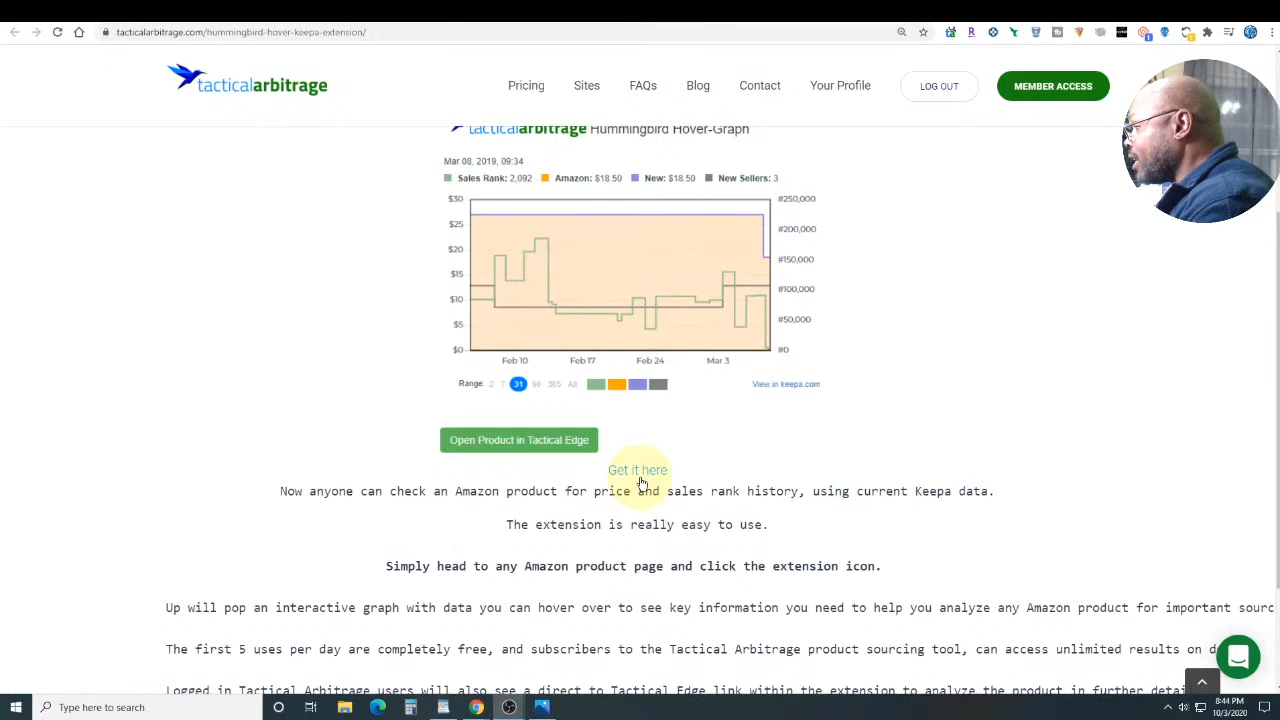 tacticalarbitrage.com/hummingbird-hover-keepa-extension/
tacticalarbitrage
Pricing Sites FAQs Blog Contact Your Profile LOG OUT MEMBER ACCESS
tacticalarbitrage Hummingbird Hover-Graph
Mar 08, 2019, 09:34
Sales Rank: 2,092 Amazon: $18.50 New: $18.50 New Sellers: 3
$30 #250,000
$25 #200,000
$20
$15 #150,000
$10 #100,000
$5 #50,000
$0 #0
Feb 10 Feb 17 Feb 24 Mar 3
Range: 2 7 31 90 365 All View in keepa.com
Open Product in Tactical Edge
Get it here
Now anyone can check an Amazon product for price and sales rank history, using current Keepa data.
The extension is really easy to use.
Simply head to any Amazon product page and click the extension icon.
Up will pop an interactive graph with data you can hover over to see key information you need to help you analyze any Amazon product for important sourc
The first 5 uses per day are completely free, and subscribers to the Tactical Arbitrage product sourcing tool, can access unlimited results on d
Logged in Tactical Arbitrage users will also see a direct to Tactical Edge link within the extension to analyze the product in further detail
Type here to search
8:44 PM
10/3/2020